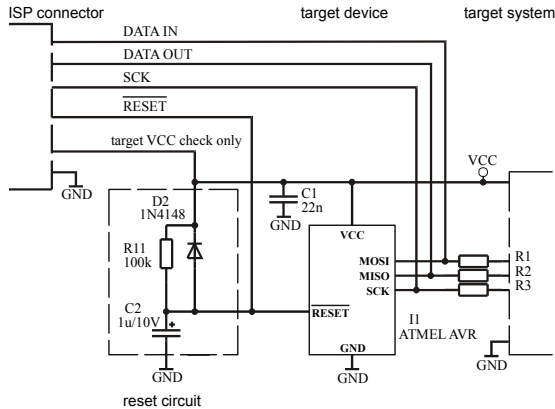 ISP connector
target device
target system
DATA IN
DATA OUT
SCK
RESET
target VCC check only
VCC
GND
D2
1N4148
C1
22n
GND
VCC
R11
100k
MOSI
MISO
SCK
R1
R2
R3
C2
1u/10V
+
RESET
I1
ATMEL AVR
GND
GND
GND
GND
reset circuit